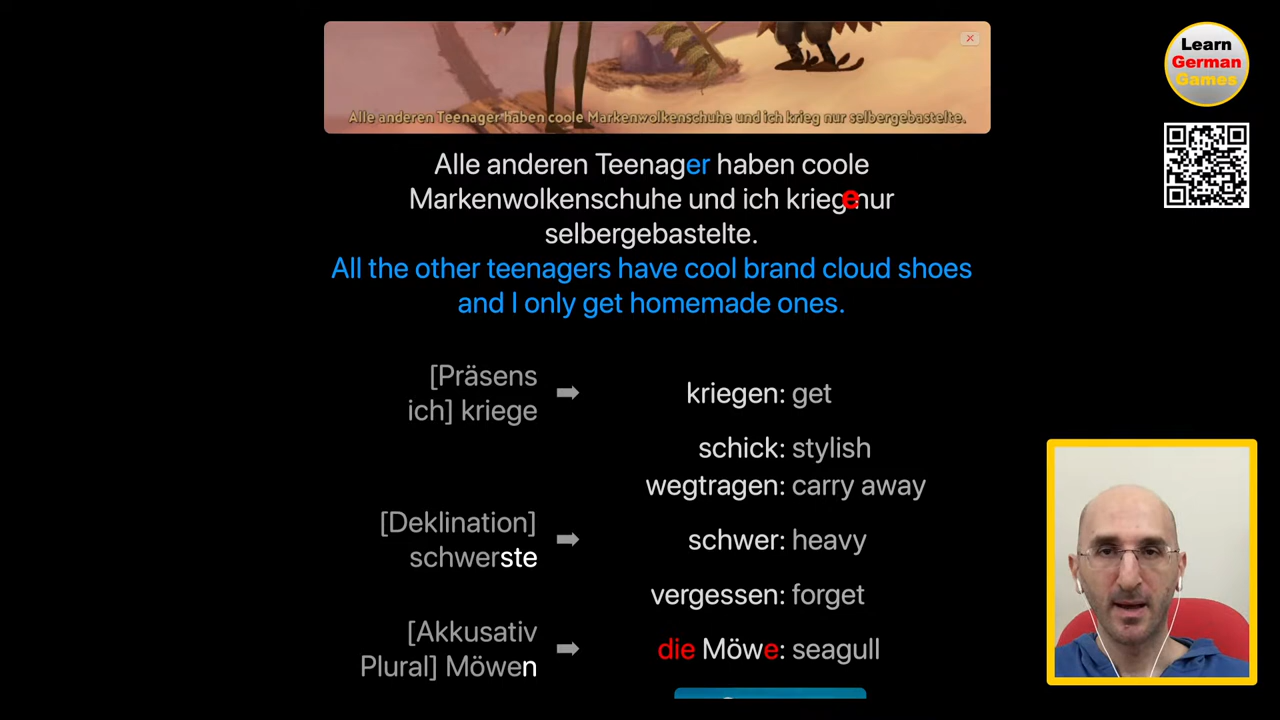 Learn
German
Games
Alle anderen Teenager haben coole Markenwolkenschuhe und ich krieg nur selbergebastelte.
Alle anderen Teenager haben coole
Markenwolkenschuhe und ich kriege nur
selbergebastelte.
All the other teenagers have cool brand cloud shoes
and I only get homemade ones.
[Präsens
ich] kriege ➡ kriegen: get
schick: stylish
wegtragen: carry away
[Deklination]
schwerste ➡ schwer: heavy
vergessen: forget
[Akkusativ
Plural] Möwen ➡ die Möwe: seagull